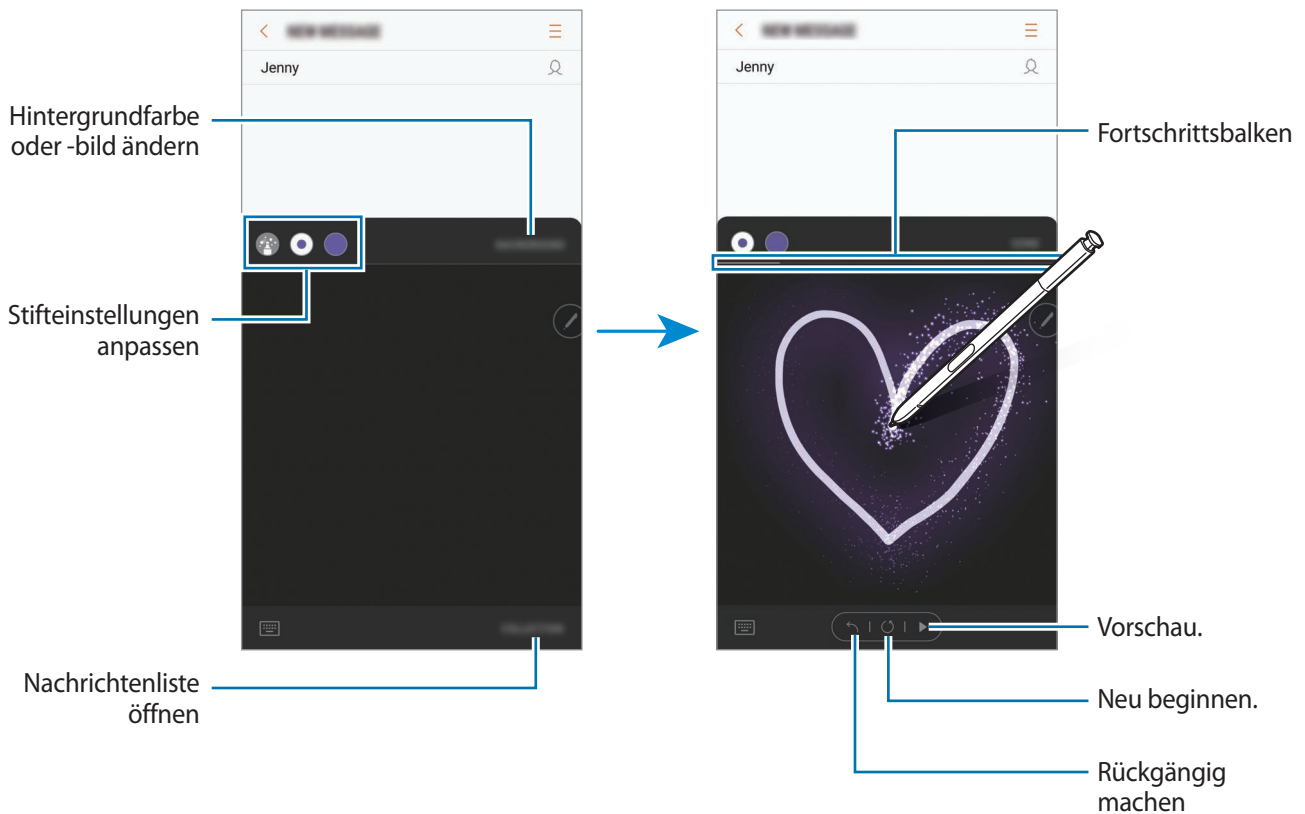 Jenny
Hintergrundfarbe
oder -bild ändern
Stifteinstellungen
anpassen
Nachrichtenliste
öffnen
Jenny
Fortschrittsbalken
Vorschau.
Neu beginnen.
Rückgängig
machen